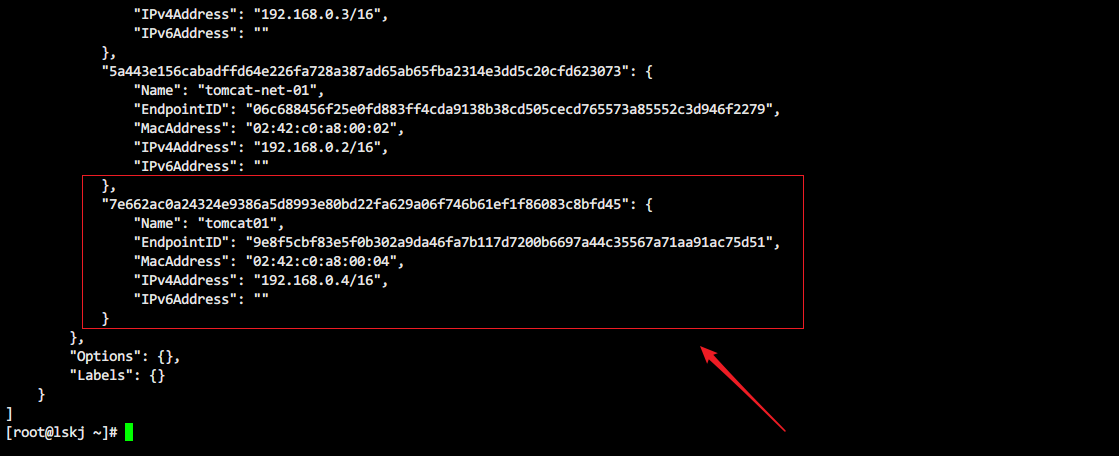 "IPv4Address": "192.168.0.3/16",
"IPv6Address": ""
},
"5a443e156cabadffd64e226fa728a387ad65ab65fba2314e3dd5c20cfd623073": {
"Name": "tomcat-net-01",
"EndpointID": "06c688456f25e0fd883ff4cda9138b38cd505cecd765573a85552c3d946f2279",
"MacAddress": "02:42:c0:a8:00:02",
"IPv4Address": "192.168.0.2/16",
"IPv6Address": ""
},
"7e662ac0a24324e9386a5d8993e80bd22fa629a06f746b61ef1f86083c8bfd45": {
"Name": "tomcat01",
"EndpointID": "9e8f5cbf83e5f0b302a9da46fa7b117d7200b6697a44c35567a71aa91ac75d51",
"MacAddress": "02:42:c0:a8:00:04",
"IPv4Address": "192.168.0.4/16",
"IPv6Address": ""
}
},
"Options": {},
"Labels": {}
}
]
[root@lskj ~]#